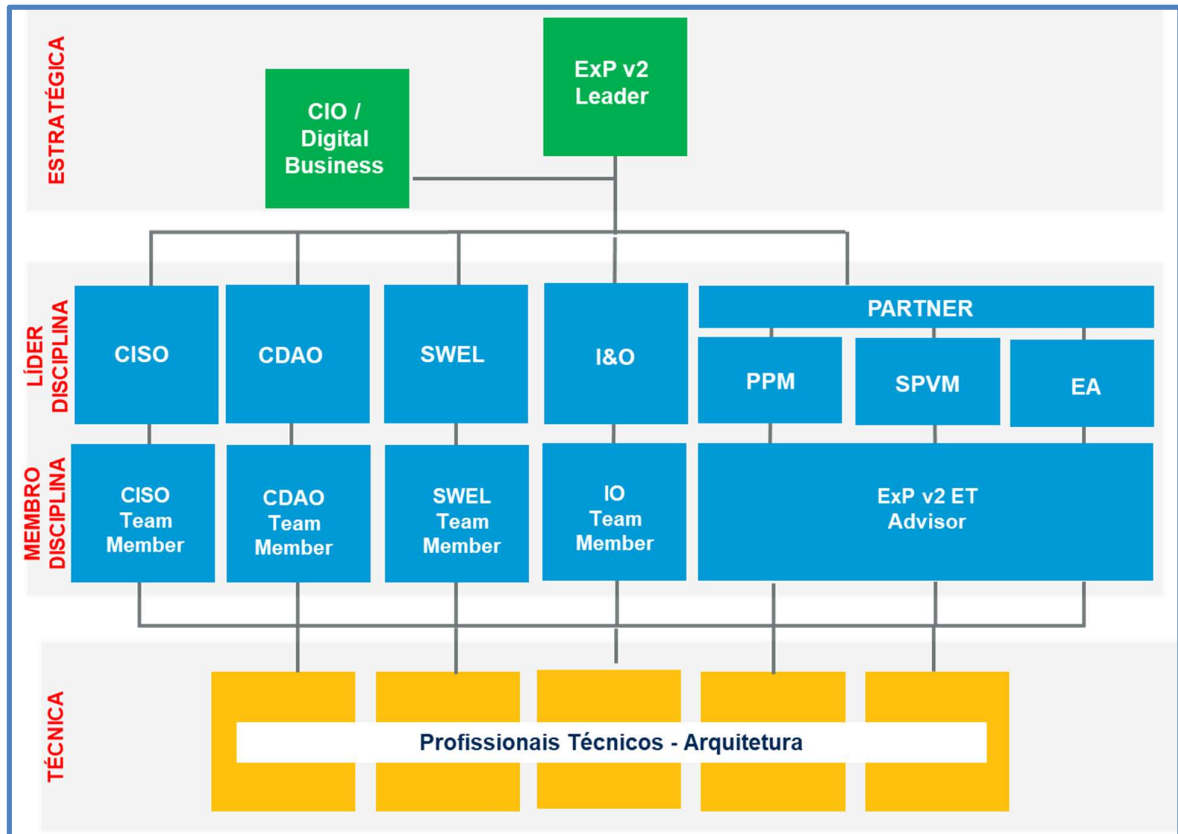 ESTRATÉGICA
ExP v2
Leader
CIO /
Digital
Business
LÍDER
DISCIPLINA
CISO
CDAO
SWEL
I&O
PARTNER
PPM
SPVM
EA
MEMBRO
DISCIPLINA
CISO
Team
Member
CDAO
Team
Member
SWEL
Team
Member
IO
Team
Member
ExP v2 ET
Advisor
TÉCNICA
Profissionais Técnicos - Arquitetura